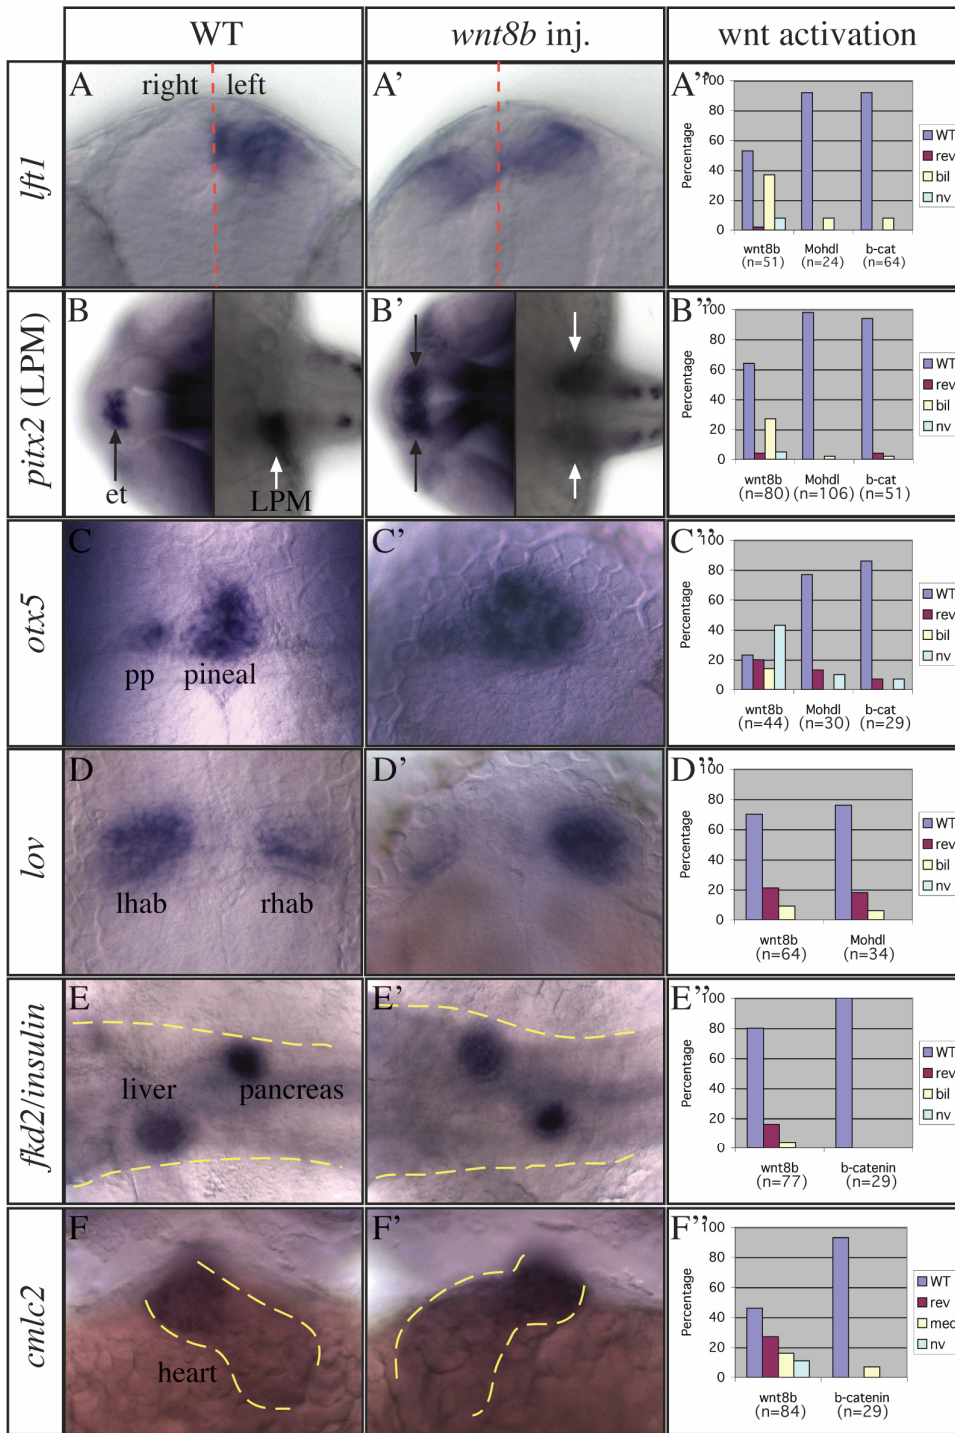 WT
wnt8b inj.
wnt activation
lft1
A
right
left
A'
A''
100
80
60
40
20
0
Percentage
wnt8b
(n=51)
Mohdl
(n=24)
b-cat
(n=64)
WT
rev
bil
nv
pitx2 (LPM)
B
et
LPM
B'
B''
100
80
60
40
20
0
Percentage
wnt8b
(n=80)
Mohdl
(n=106)
b-cat
(n=51)
WT
rev
bil
nv
otx5
C
pp
pineal
C'
C''
100
80
60
40
20
0
Percentage
wnt8b
(n=44)
Mohdl
(n=30)
b-cat
(n=29)
WT
rev
bil
nv
lov
D
lhab
rhab
D'
D''
100
80
60
40
20
0
Percentage
wnt8b
(n=64)
Mohdl
(n=34)
WT
rev
bil
nv
fkd2/insulin
E
liver
pancreas
E'
E''
100
80
60
40
20
0
Percentage
wnt8b
(n=77)
b-catenin
(n=29)
WT
rev
bil
nv
cmlc2
F
heart
F'
F''
100
80
60
40
20
0
Percentage
wnt8b
(n=84)
b-catenin
(n=29)
WT
rev
med
nv